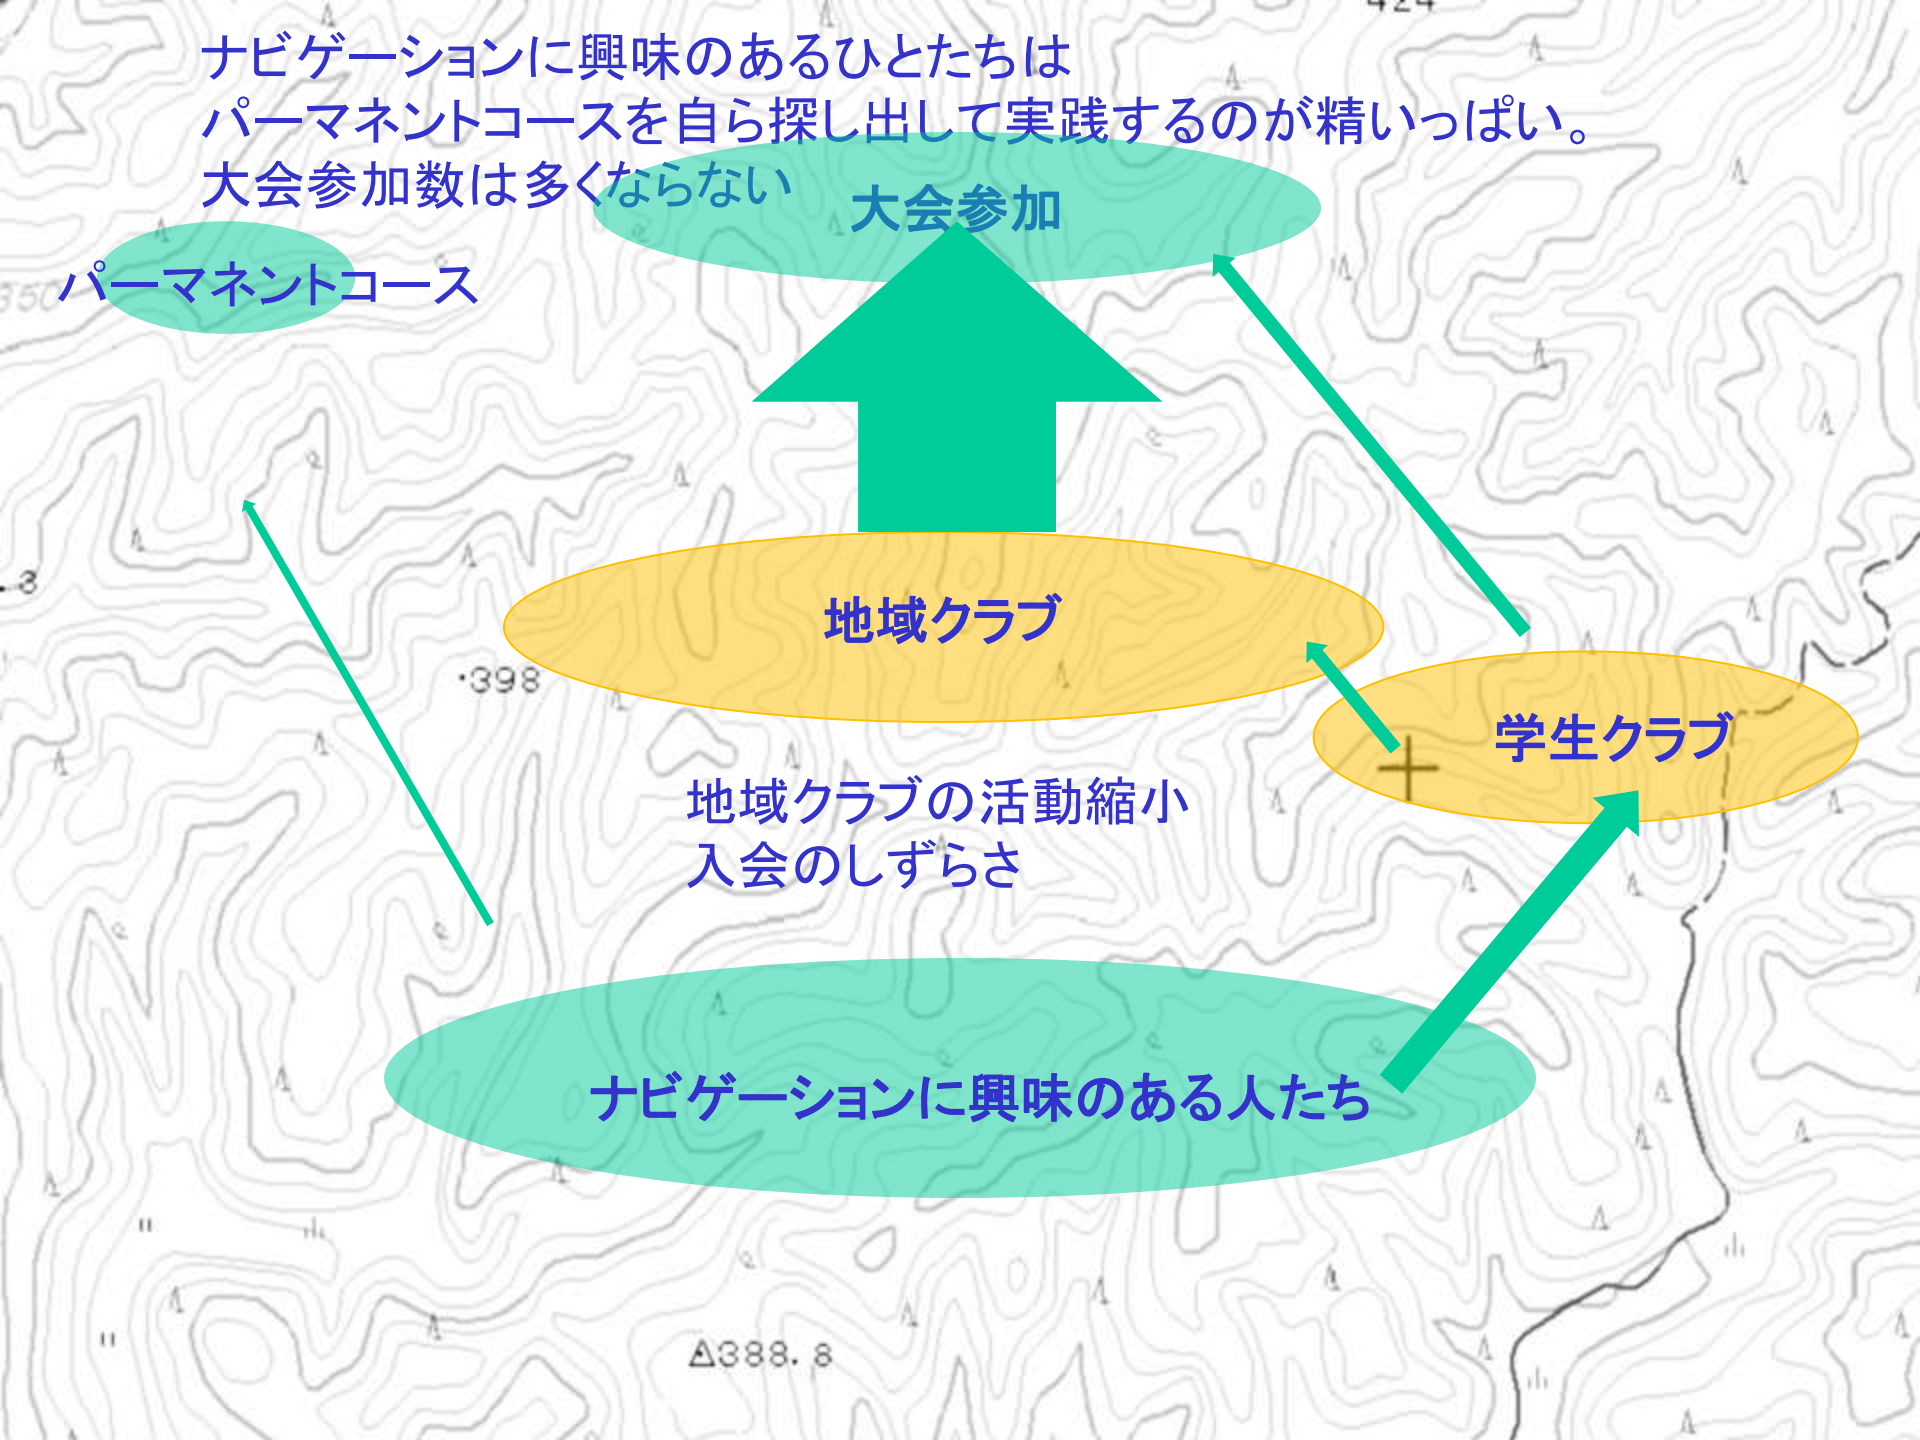 424
ナビゲーションに興味のあるひとたちは
パーマネントコースを自ら探し出して実践するのが精いっぱい。
大会参加数は多くならない
大会参加
パーマネントコース
350
.3
地域クラブ
・398
学生クラブ
地域クラブの活動縮小
入会のしずらさ
ナビゲーションに興味のある人たち
388.8